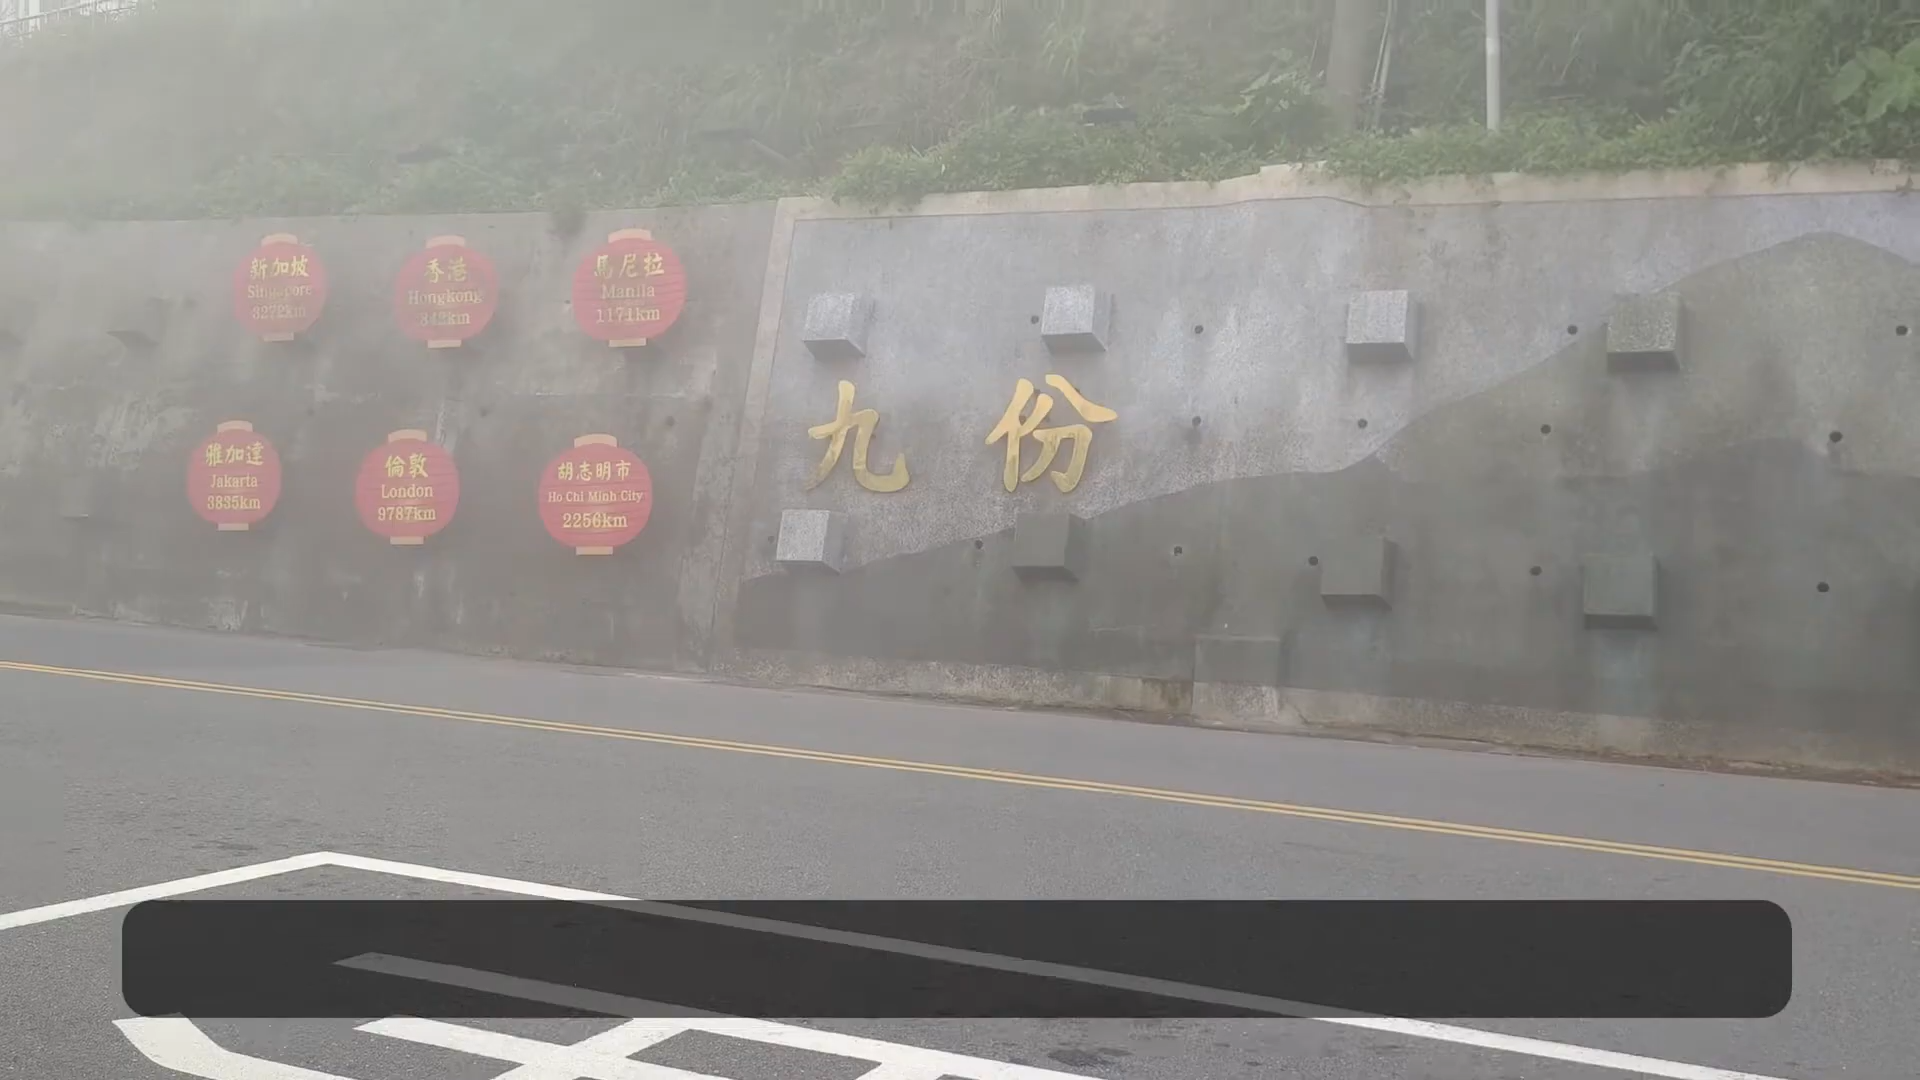 新加坡
Singapore
3272km
香港
Hongkong
842km
馬尼拉
Manila
1171km
九份
雅加達
Jakarta
3835km
倫敦
London
9787km
胡志明市
Ho Chi Minh City
2256km